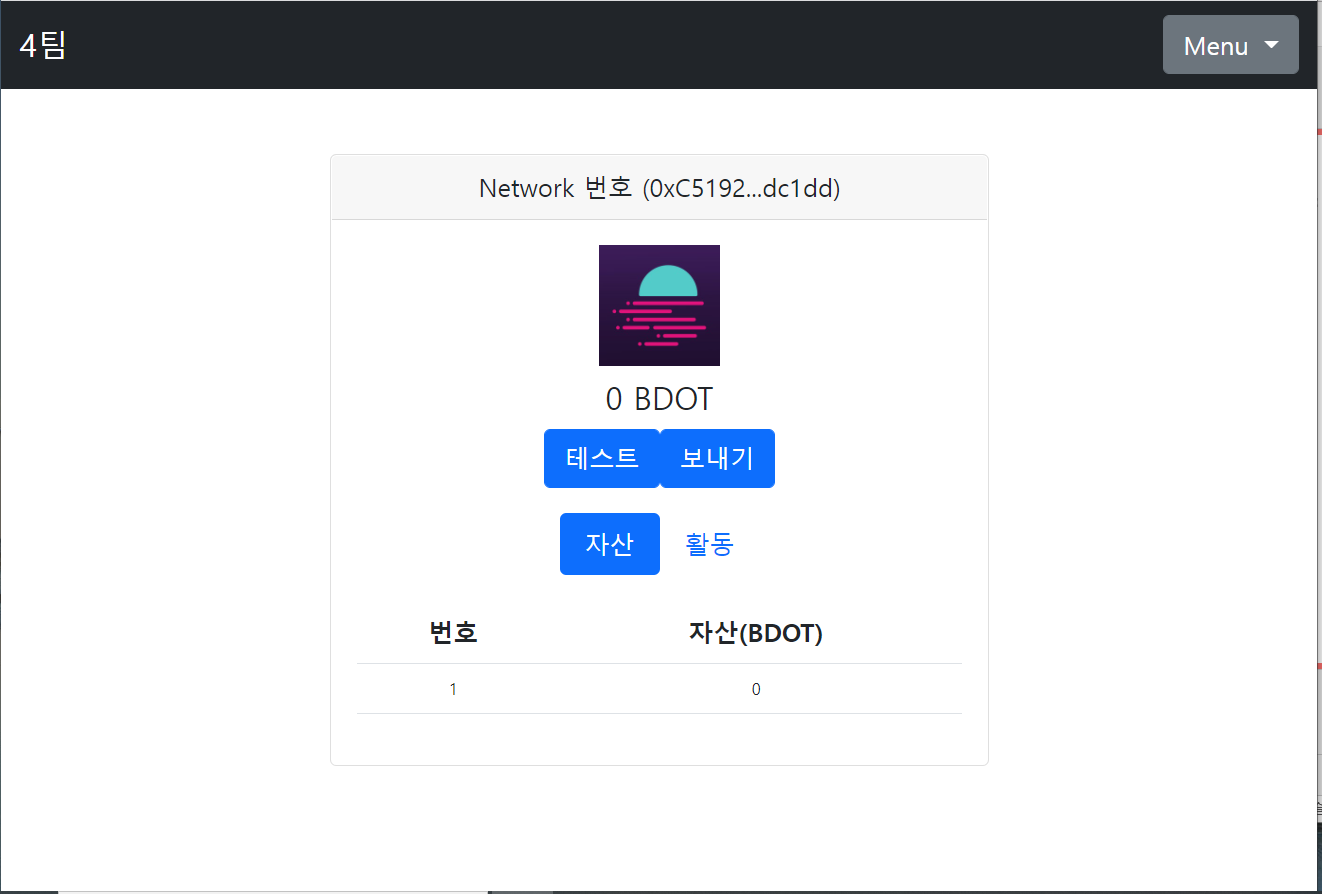 4팀 Menu
Network 번호 (0xC5192...dc1dd)
0 BDOT
테스트 보내기
자산 활동
번호 자산(BDOT)
1 0